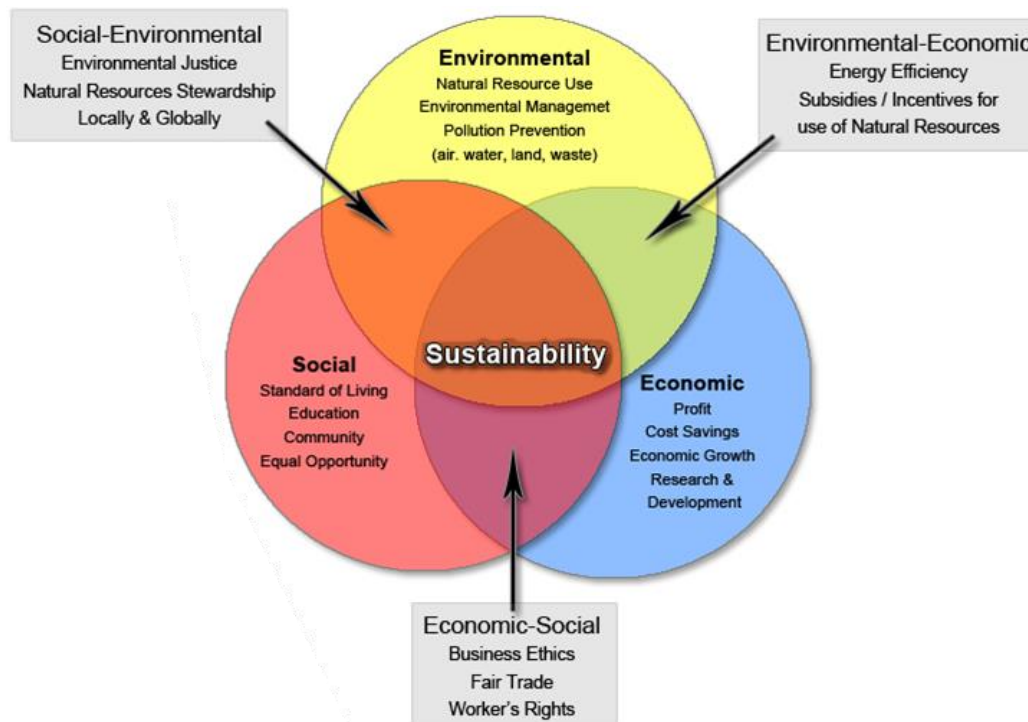 Social-Environmental
Environmental Justice
Natural Resources Stewardship
Locally & Globally
Environmental
Natural Resource Use
Environmental Managemet
Pollution Prevention
(air. water, land, waste)
Environmental-Economic
Energy Efficiency
Subsidies / Incentives for
use of Natural Resources
Sustainability
Social
Standard of Living
Education
Community
Equal Opportunity
Economic
Profit
Cost Savings
Economic Growth
Research &
Development
Economic-Social
Business Ethics
Fair Trade
Worker's Rights